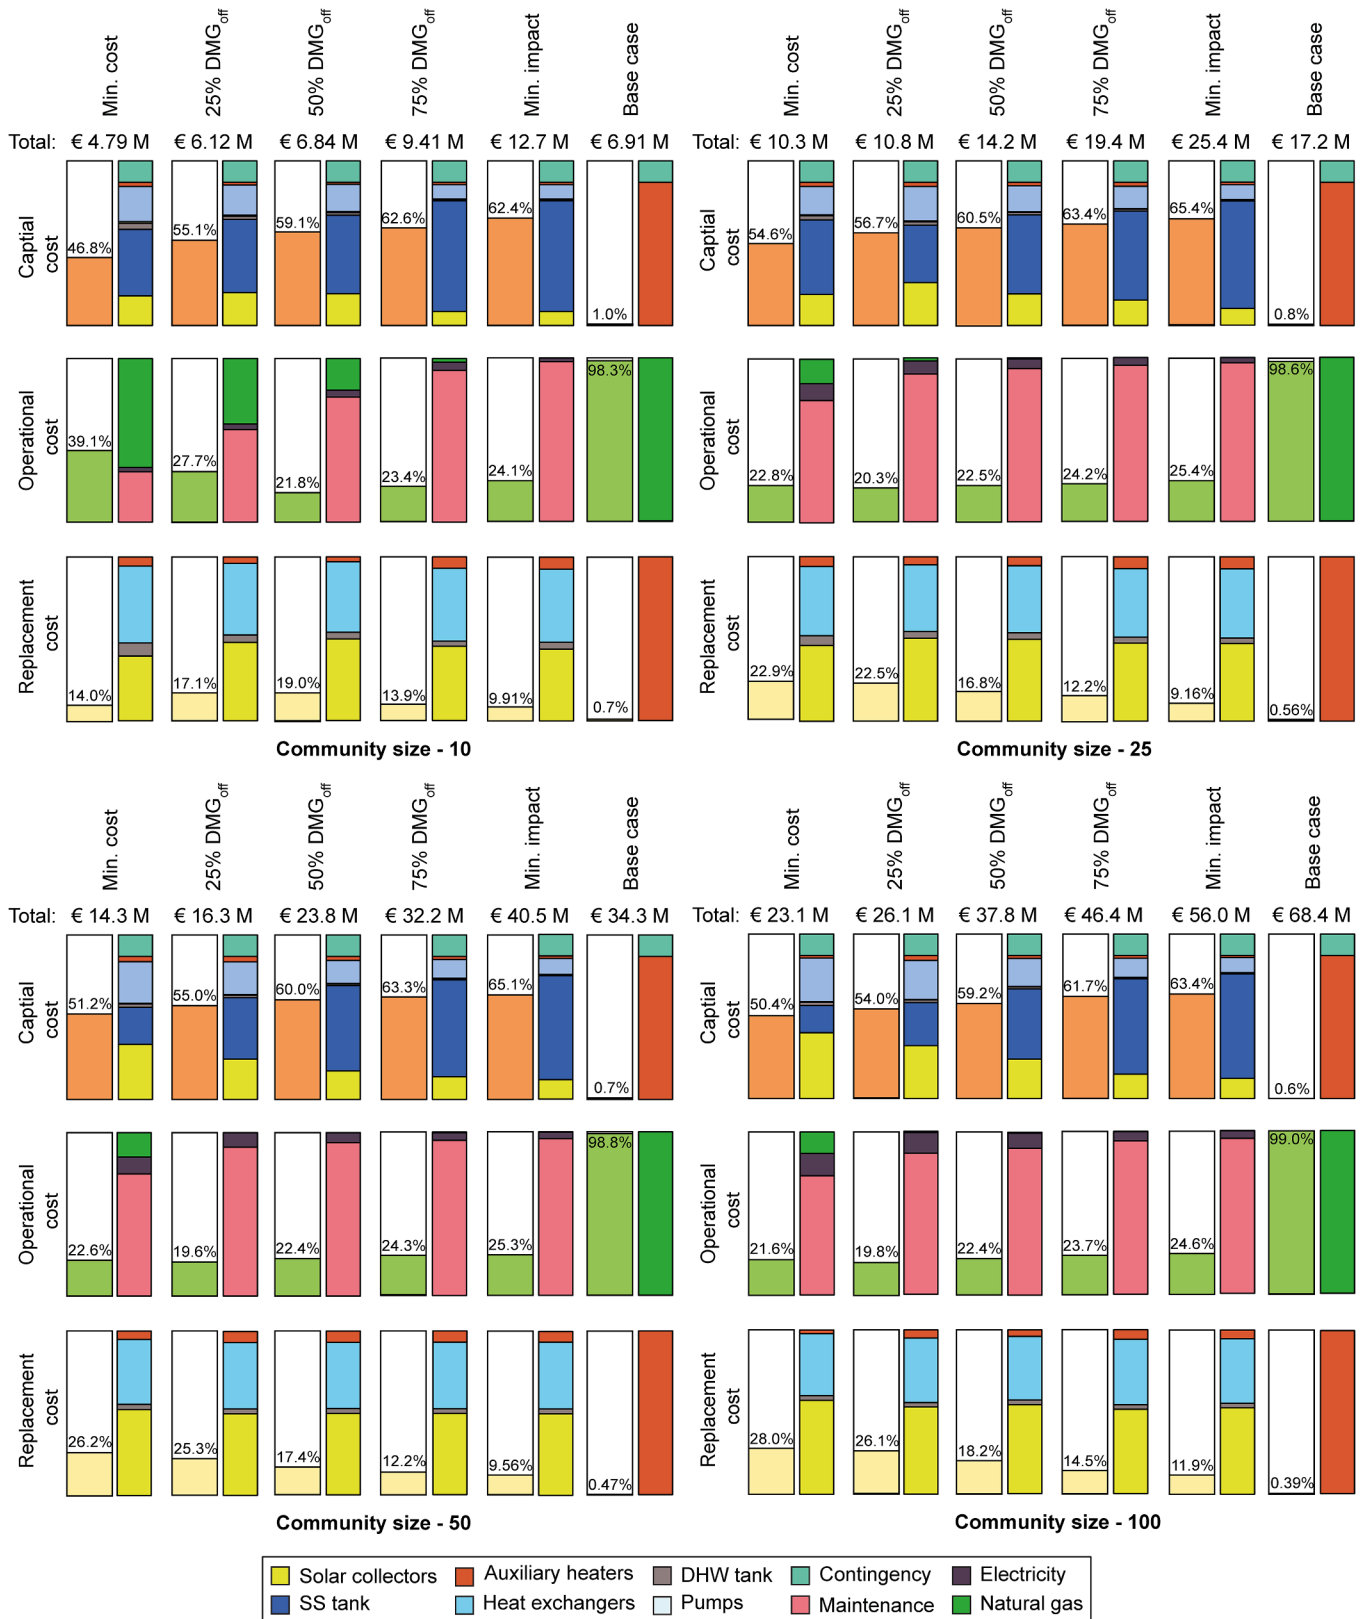 Min. cost
25% DMGoff
50% DMGoff
75% DMGoff
Min. impact
Base case
Total: € 4.79 M € 6.12 M € 6.84 M € 9.41 M € 12.7 M € 6.91 M
Captial cost
46.8% 55.1% 59.1% 62.6% 62.4% 1.0%
Operational cost
39.1% 27.7% 21.8% 23.4% 24.1% 98.3%
Replacement cost
14.0% 17.1% 19.0% 13.9% 9.91% 0.7%
Community size - 10
Min. cost
25% DMGoff
50% DMGoff
75% DMGoff
Min. impact
Base case
Total: € 10.3 M € 10.8 M € 14.2 M € 19.4 M € 25.4 M € 17.2 M
Captial cost
54.6% 56.7% 60.5% 63.4% 65.4% 0.8%
Operational cost
22.8% 20.3% 22.5% 24.2% 25.4% 98.6%
Replacement cost
22.9% 22.5% 16.8% 12.2% 9.16% 0.56%
Community size - 25
Min. cost
25% DMGoff
50% DMGoff
75% DMGoff
Min. impact
Base case
Total: € 14.3 M € 16.3 M € 23.8 M € 32.2 M € 40.5 M € 34.3 M
Captial cost
51.2% 55.0% 60.0% 63.3% 65.1% 0.7%
Operational cost
22.6% 19.6% 22.4% 24.3% 25.3% 98.8%
Replacement cost
26.2% 25.3% 17.4% 12.2% 9.56% 0.47%
Community size - 50
Min. cost
25% DMGoff
50% DMGoff
75% DMGoff
Min. impact
Base case
Total: € 23.1 M € 26.1 M € 37.8 M € 46.4 M € 56.0 M € 68.4 M
Captial cost
50.4% 54.0% 59.2% 61.7% 63.4% 0.6%
Operational cost
21.6% 19.8% 22.4% 23.7% 24.6% 99.0%
Replacement cost
28.0% 26.1% 18.2% 14.5% 11.9% 0.39%
Community size - 100
Solar collectors Auxiliary heaters DHW tank Contingency Electricity
SS tank Heat exchangers Pumps Maintenance Natural gas